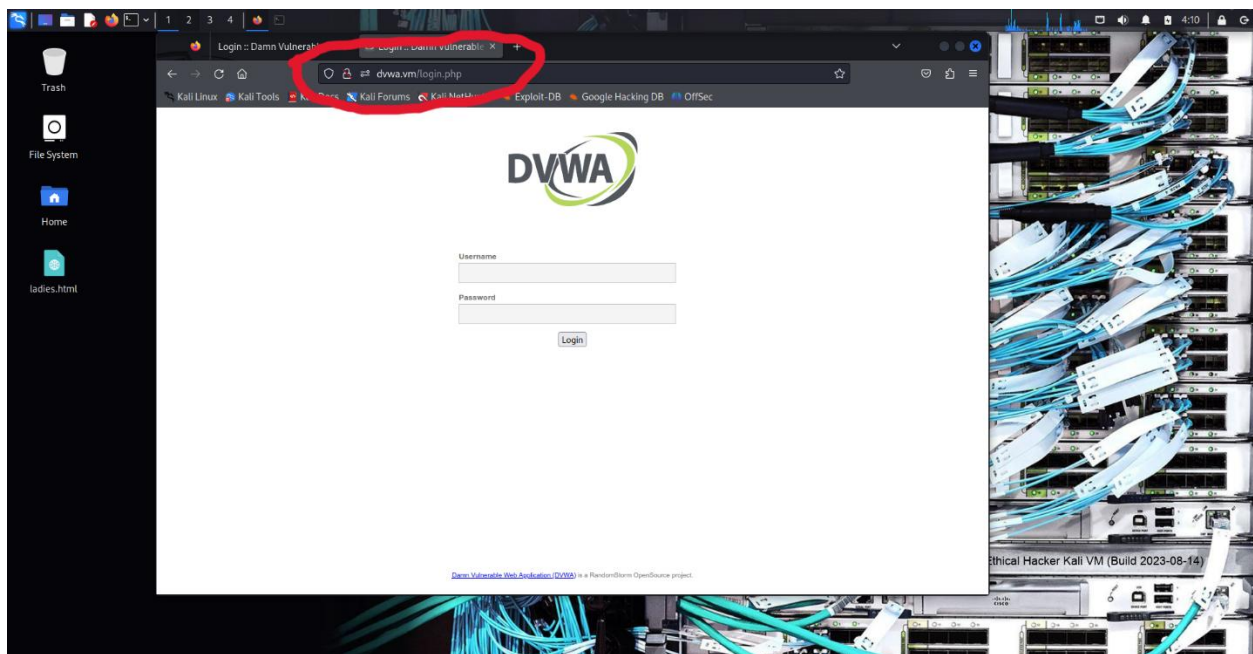 1 2 3 4
4:10
Login :: Damn Vulnerab
Login :: Damn Vulnerable
dvwa.vm/login.php
Kali Linux Kali Tools Kali Forums Exploit-DB Google Hacking DB OffSec
Trash
File System
Home
ladies.html
DVWA
Username
Password
Login
Damn Vulnerable Web Application (DVWA) is a RandomStorm OpenSource project.
Ethical Hacker Kali VM (Build 2023-08-14)